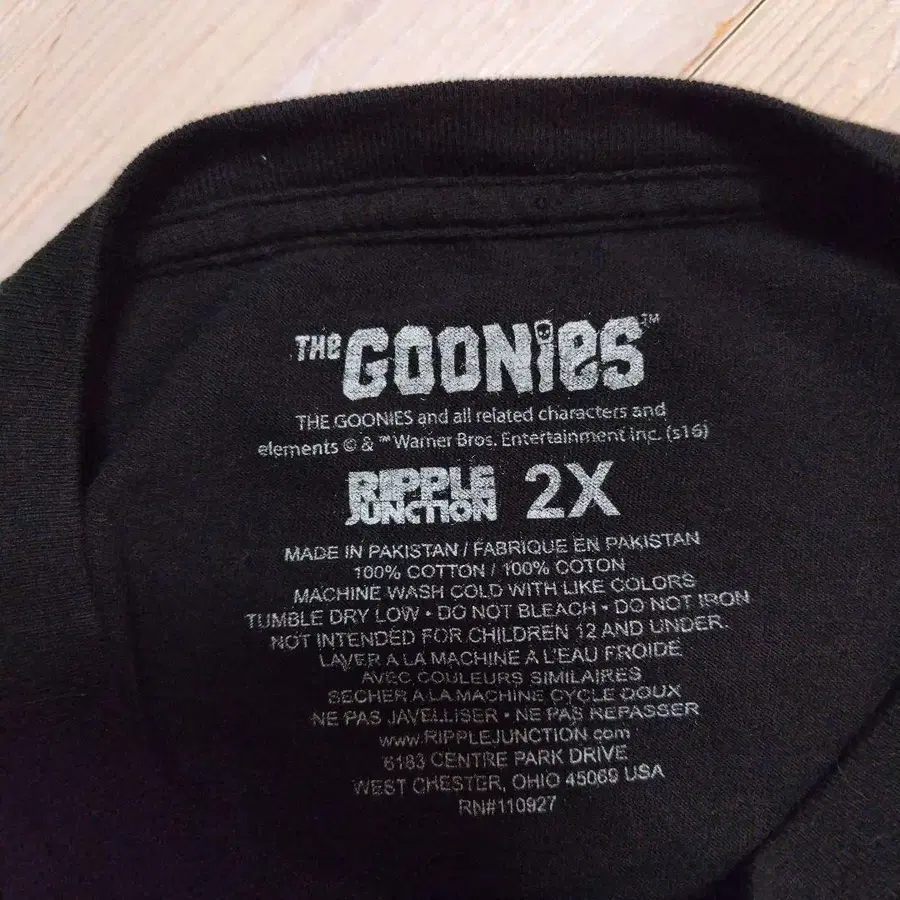 THE GOONIES™
THE GOONIES and all related characters and
elements © & ™ Warner Bros. Entertainment Inc. (s16)
RIPPLE JUNCTION 2X
MADE IN PAKISTAN / FABRIQUE EN PAKISTAN
100% COTTON / 100% COTON
MACHINE WASH COLD WITH LIKE COLORS
TUMBLE DRY LOW • DO NOT BLEACH • DO NOT IRON
NOT INTENDED FOR CHILDREN 12 AND UNDER.
LAVER A LA MACHINE A L'EAU FROIDE
AVEC COULEURS SIMILAIRES
SECHER A LA MACHINE CYCLE DOUX
NE PAS JAVELLISER • NE PAS REPASSER
www.RIPPLEJUNCTION.com
6183 CENTRE PARK DRIVE
WEST CHESTER, OHIO 45069 USA
RN#110927